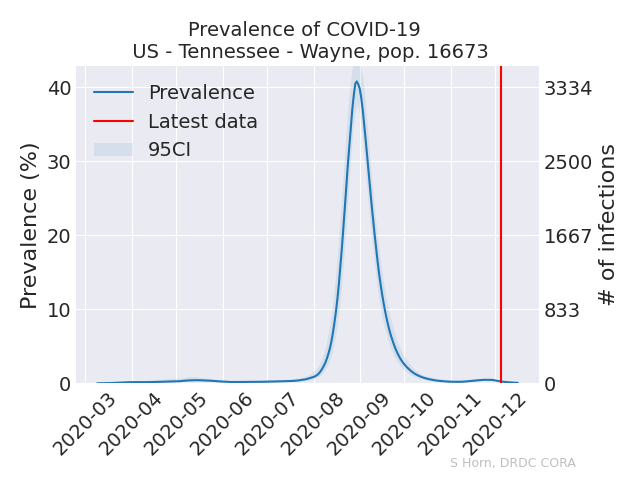 Prevalence of COVID-19
US - Tennessee - Wayne, pop. 16673
Prevalence
Latest data
95CI
Prevalence (%)
40
30
20
10
0
3334
2500
1667
833
0
# of infections
2020-03
2020-04
2020-05
2020-06
2020-07
2020-08
2020-09
2020-10
2020-11
2020-12
S Horn, DRDC CORA